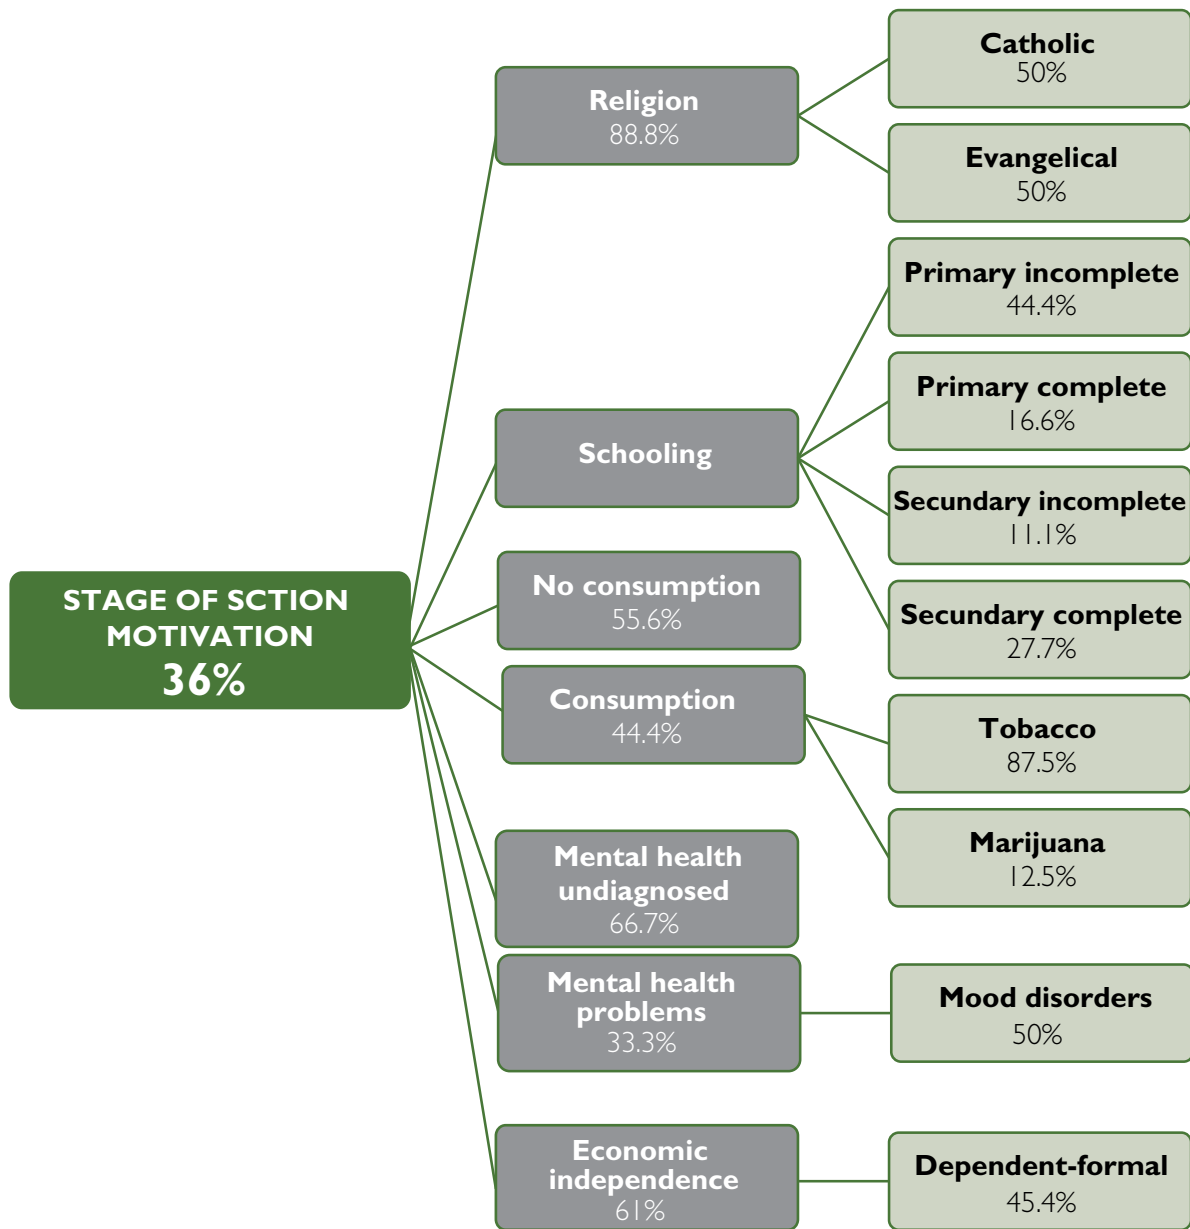 STAGE OF SCTION
MOTIVATION
36%
Religion
88.8%
Catholic
50%
Evangelical
50%
Schooling
Primary incomplete
44.4%
Primary complete
16.6%
Secundary incomplete
11.1%
Secundary complete
27.7%
No consumption
55.6%
Consumption
44.4%
Tobacco
87.5%
Marijuana
12.5%
Mental health
undiagnosed
66.7%
Mental health
problems
33.3%
Mood disorders
50%
Economic
independence
61%
Dependent-formal
45.4%